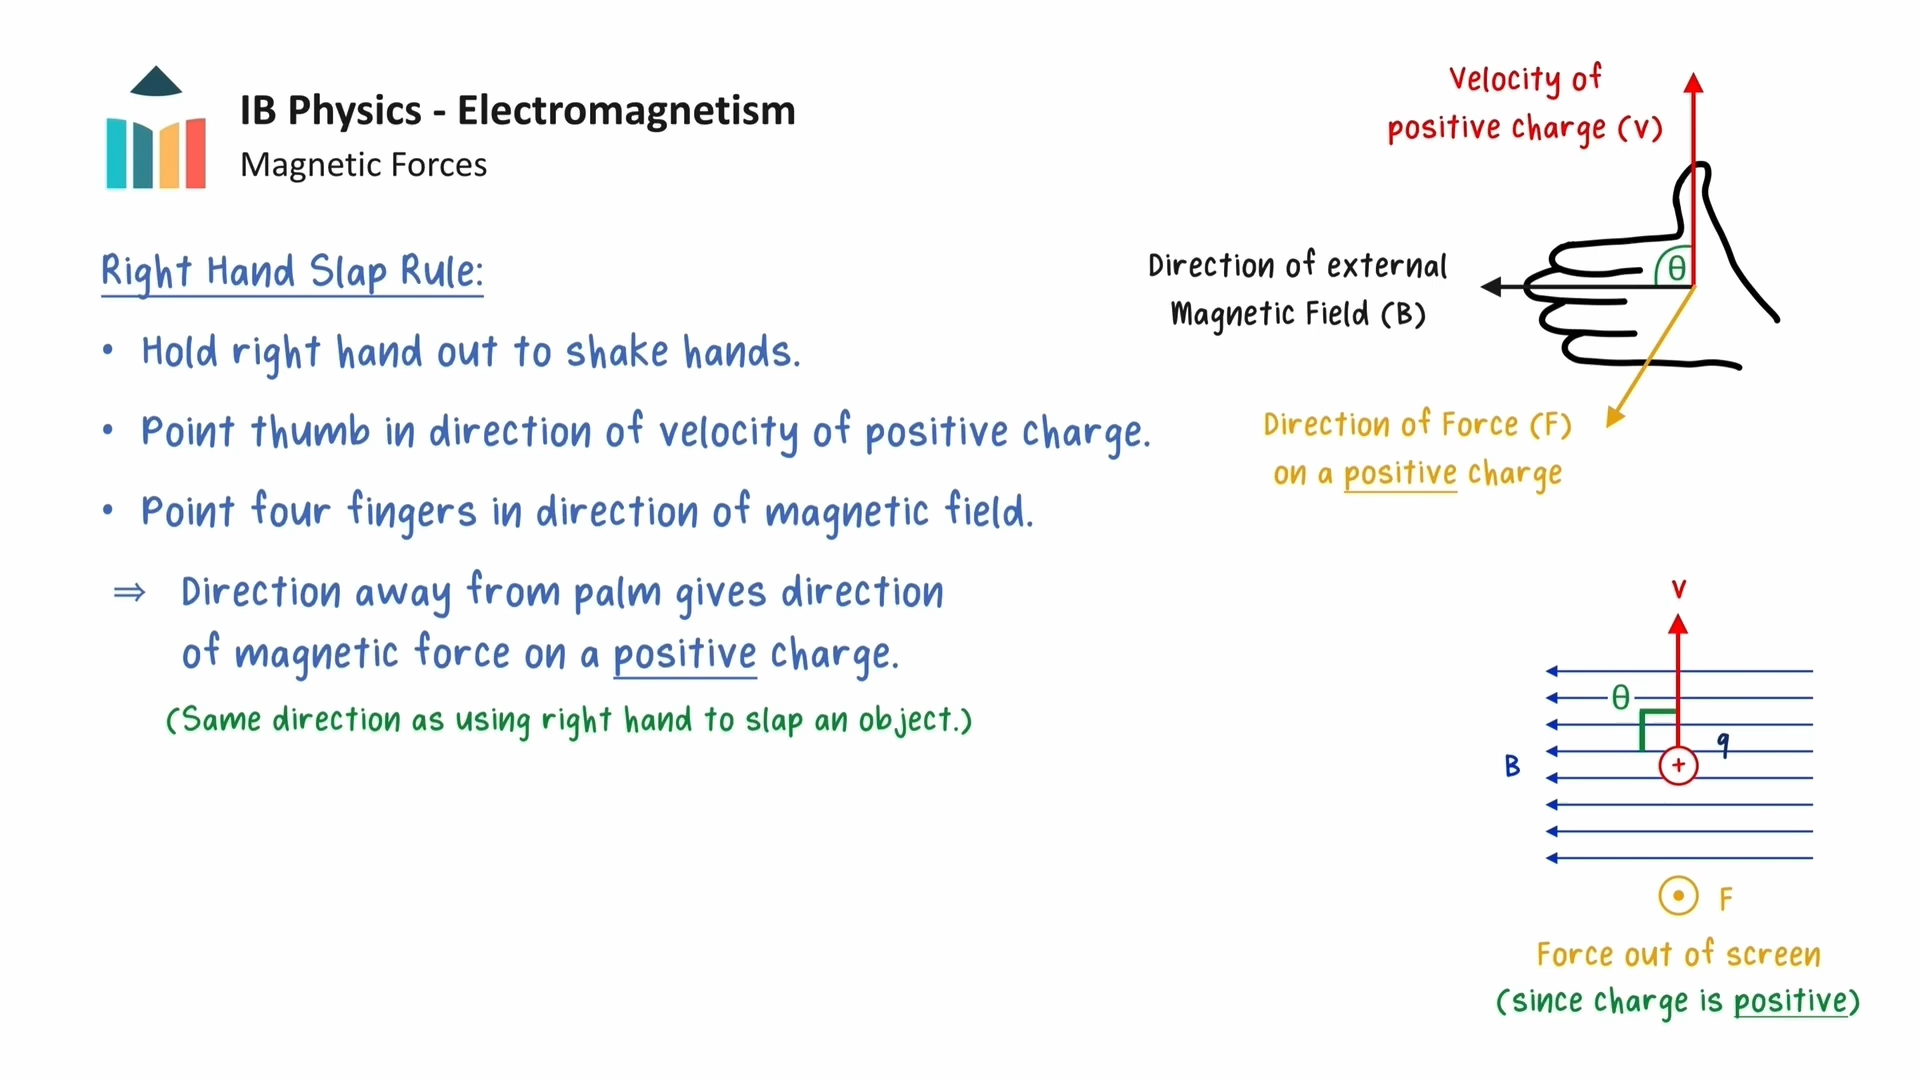 IB Physics - Electromagnetism
Magnetic Forces
Right Hand Slap Rule:
• Hold right hand out to shake hands.
• Point thumb in direction of velocity of positive charge.
• Point four fingers in direction of magnetic field.
⇒ Direction away from palm gives direction
of magnetic force on a positive charge.
(Same direction as using right hand to slap an object.)
Velocity of
positive charge (v)
θ
Direction of external
Magnetic Field (B)
Direction of Force (F)
on a positive charge
v
θ
q
B
+
F
Force out of screen
(since charge is positive)